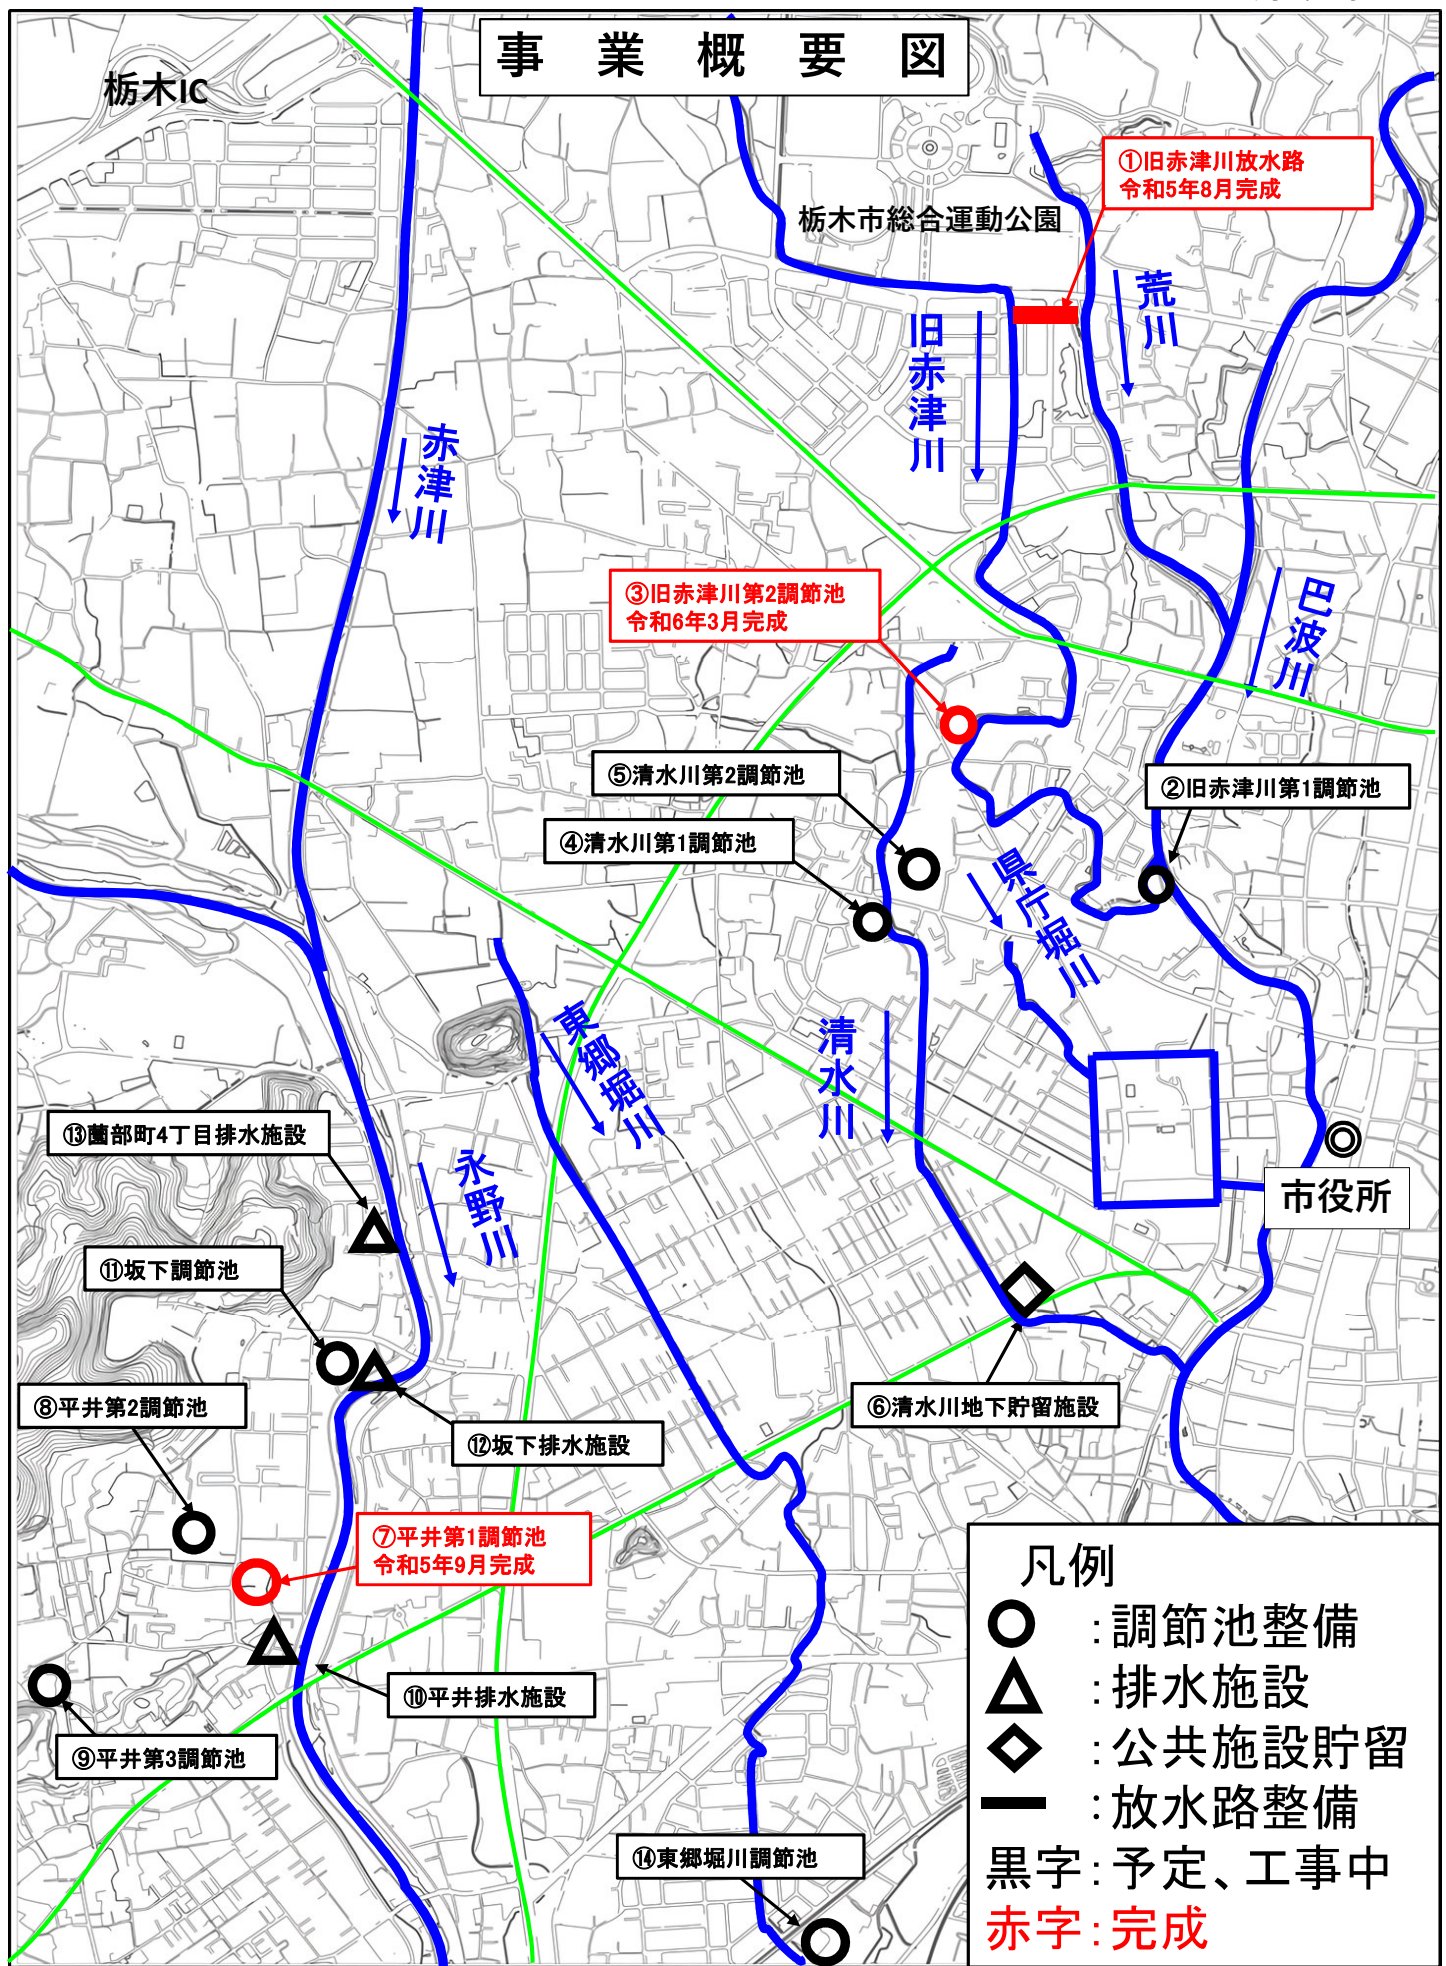 事業概要図
栃木IC
①旧赤津川放水路
令和5年8月完成
栃木市総合運動公園
荒川
旧赤津川
赤津川
③旧赤津川第2調節池
令和6年3月完成
巴波川
⑤清水川第2調節池
②旧赤津川第1調節池
④清水川第1調節池
県庁堀川
東郷堀川
清水川
⑬薗部町4丁目排水施設
永野川
市役所
⑪坂下調節池
⑧平井第2調節池
⑥清水川地下貯留施設
⑫坂下排水施設
⑦平井第1調節池
令和5年9月完成
⑩平井排水施設
⑨平井第3調節池
⑭東郷堀川調節池
凡例
:調節池整備
:排水施設
:公共施設貯留
:放水路整備
黒字:予定、工事中
赤字:完成